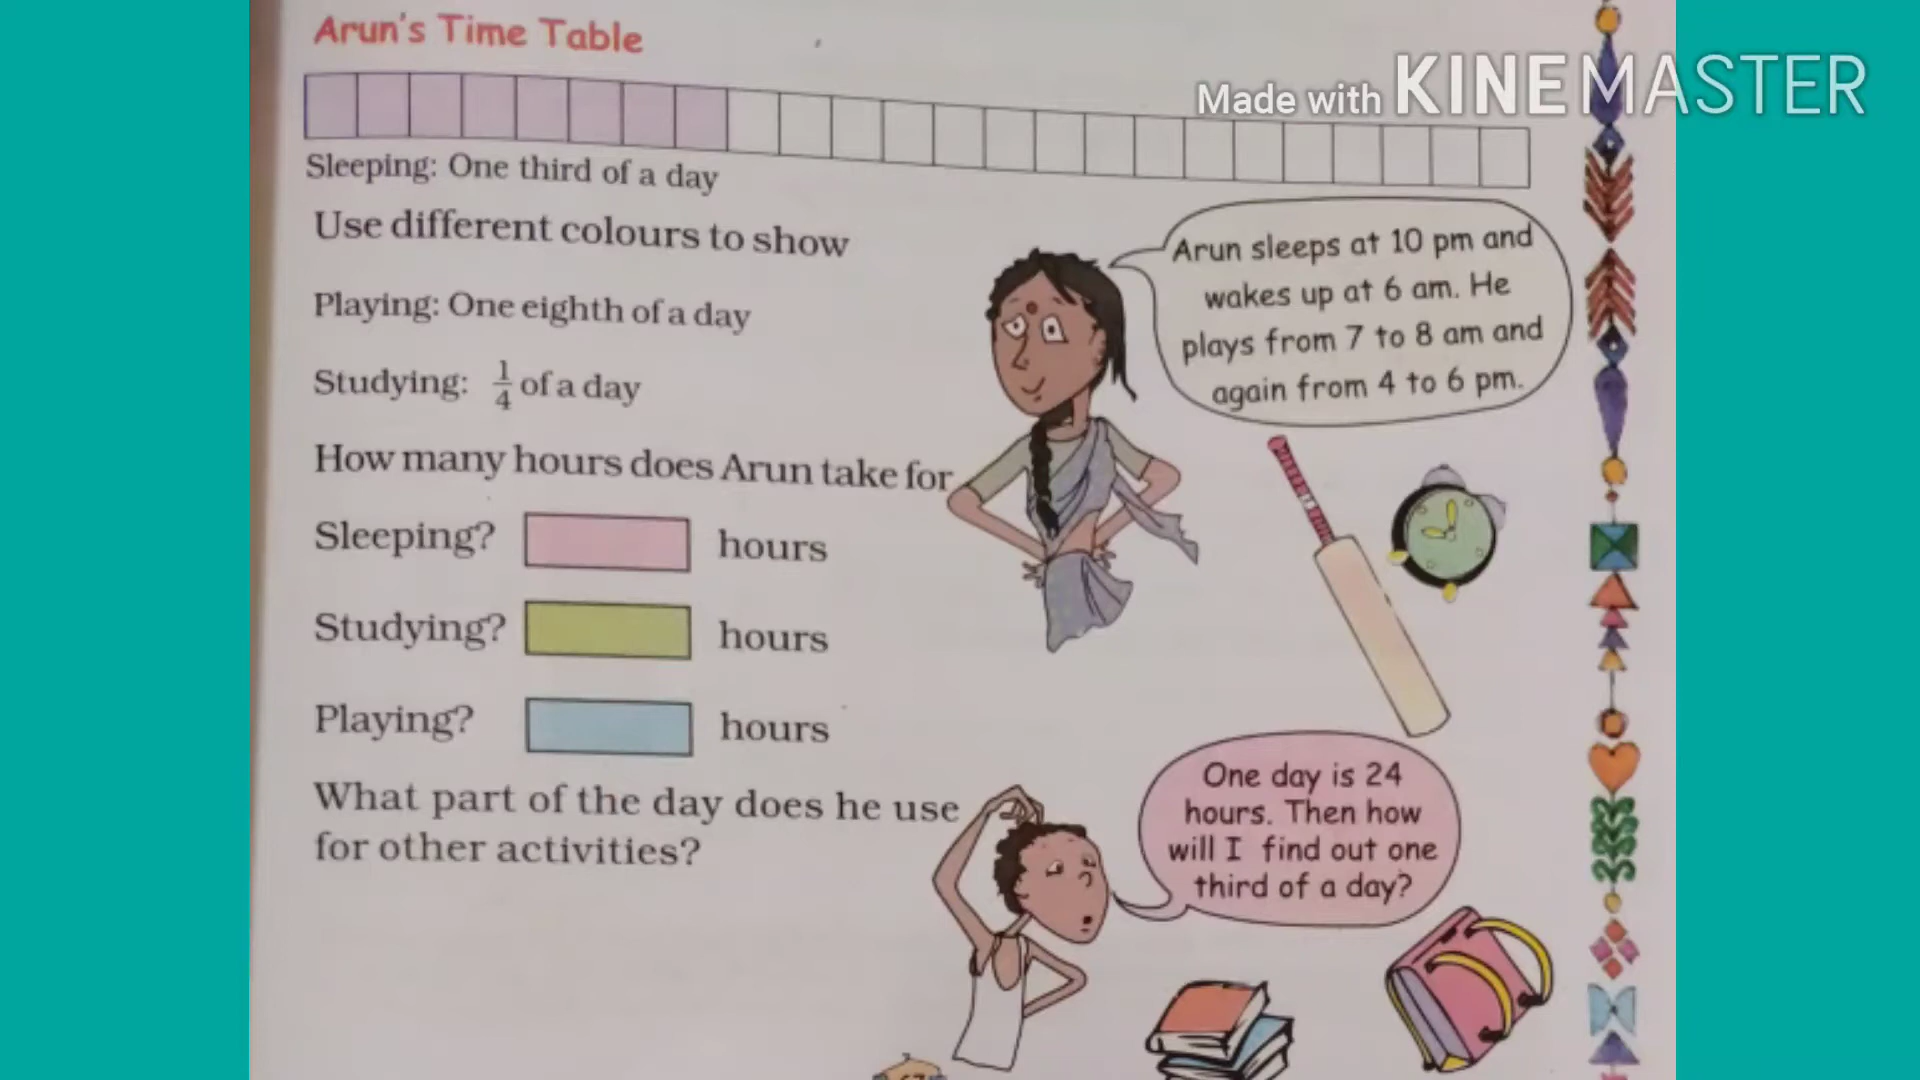 Arun's Time Table
Made with KINEMASTER
Sleeping: One third of a day
Use different colours to show
Playing: One eighth of a day
Studying: 1/4 of a day
How many hours does Arun take for
Sleeping? hours
Studying? hours
Playing? hours
What part of the day does he use
for other activities?
Arun sleeps at 10 pm and
wakes up at 6 am. He
plays from 7 to 8 am and
again from 4 to 6 pm.
One day is 24
hours. Then how
will I find out one
third of a day?